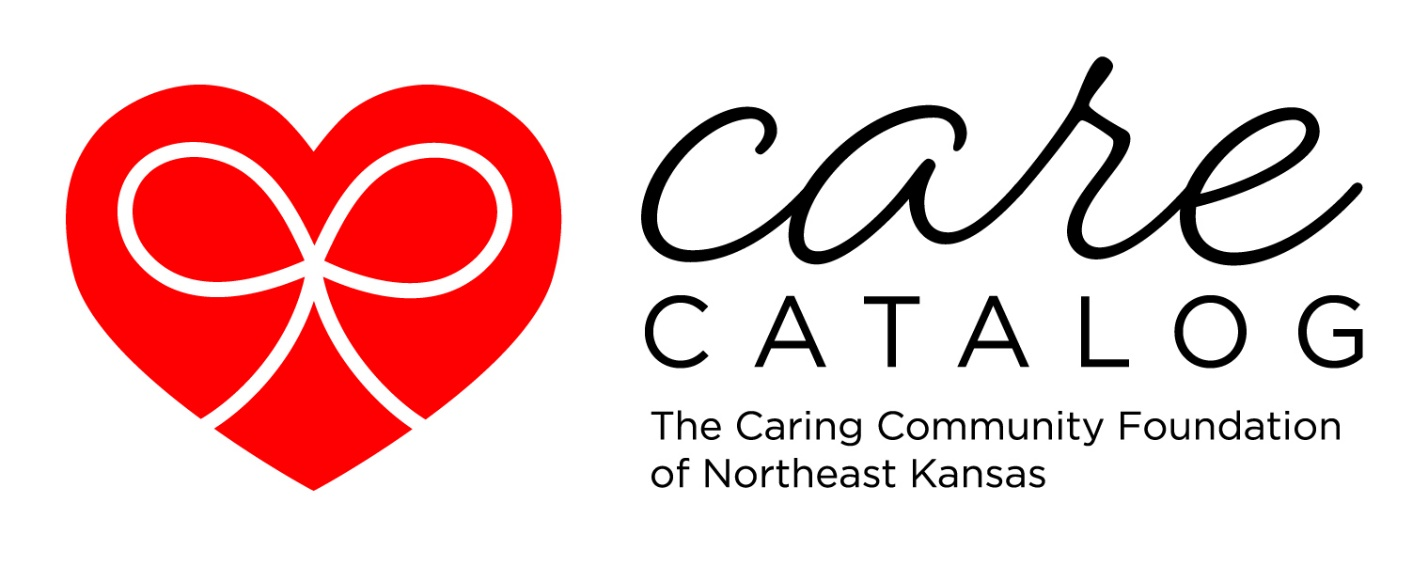 care
CATALOG
The Caring Community Foundation
of Northeast Kansas